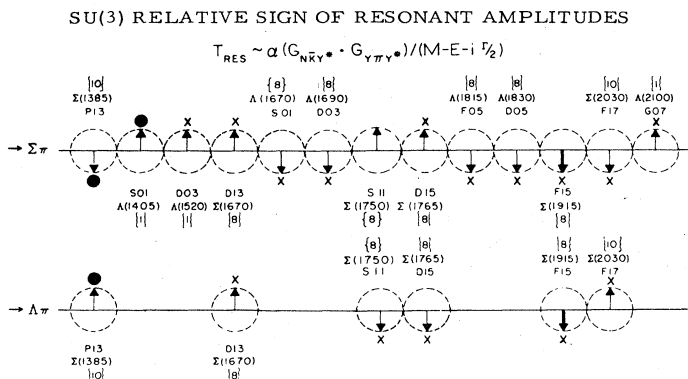 SU(3) RELATIVE SIGN OF RESONANT AMPLITUDES
T_RES ~ α (G_NK̄Y* · G_YπY*)/(M-E-i Γ/2)
{10} {8} {8} {8} {8} {10} {1}
Σ(1385) Λ(1670) Λ(1690) Λ(1815) Λ(1830) Σ(2030) Λ(2100)
P13 S01 D03 F05 D05 F17 G07
→ Σπ
S01 D03 D13 S11 D15 F15
Λ(1405) Λ(1520) Σ(1670) Σ(1750) Σ(1765) Σ(1915)
{1} {1} {8} {8} {8} {8}
{8} {8} {8} {10}
Σ(1750) Σ(1765) Σ(1915) Σ(2030)
S11 D15 F15 F17
→ Λπ
P13 D13
Σ(1385) Σ(1670)
{10} {8}